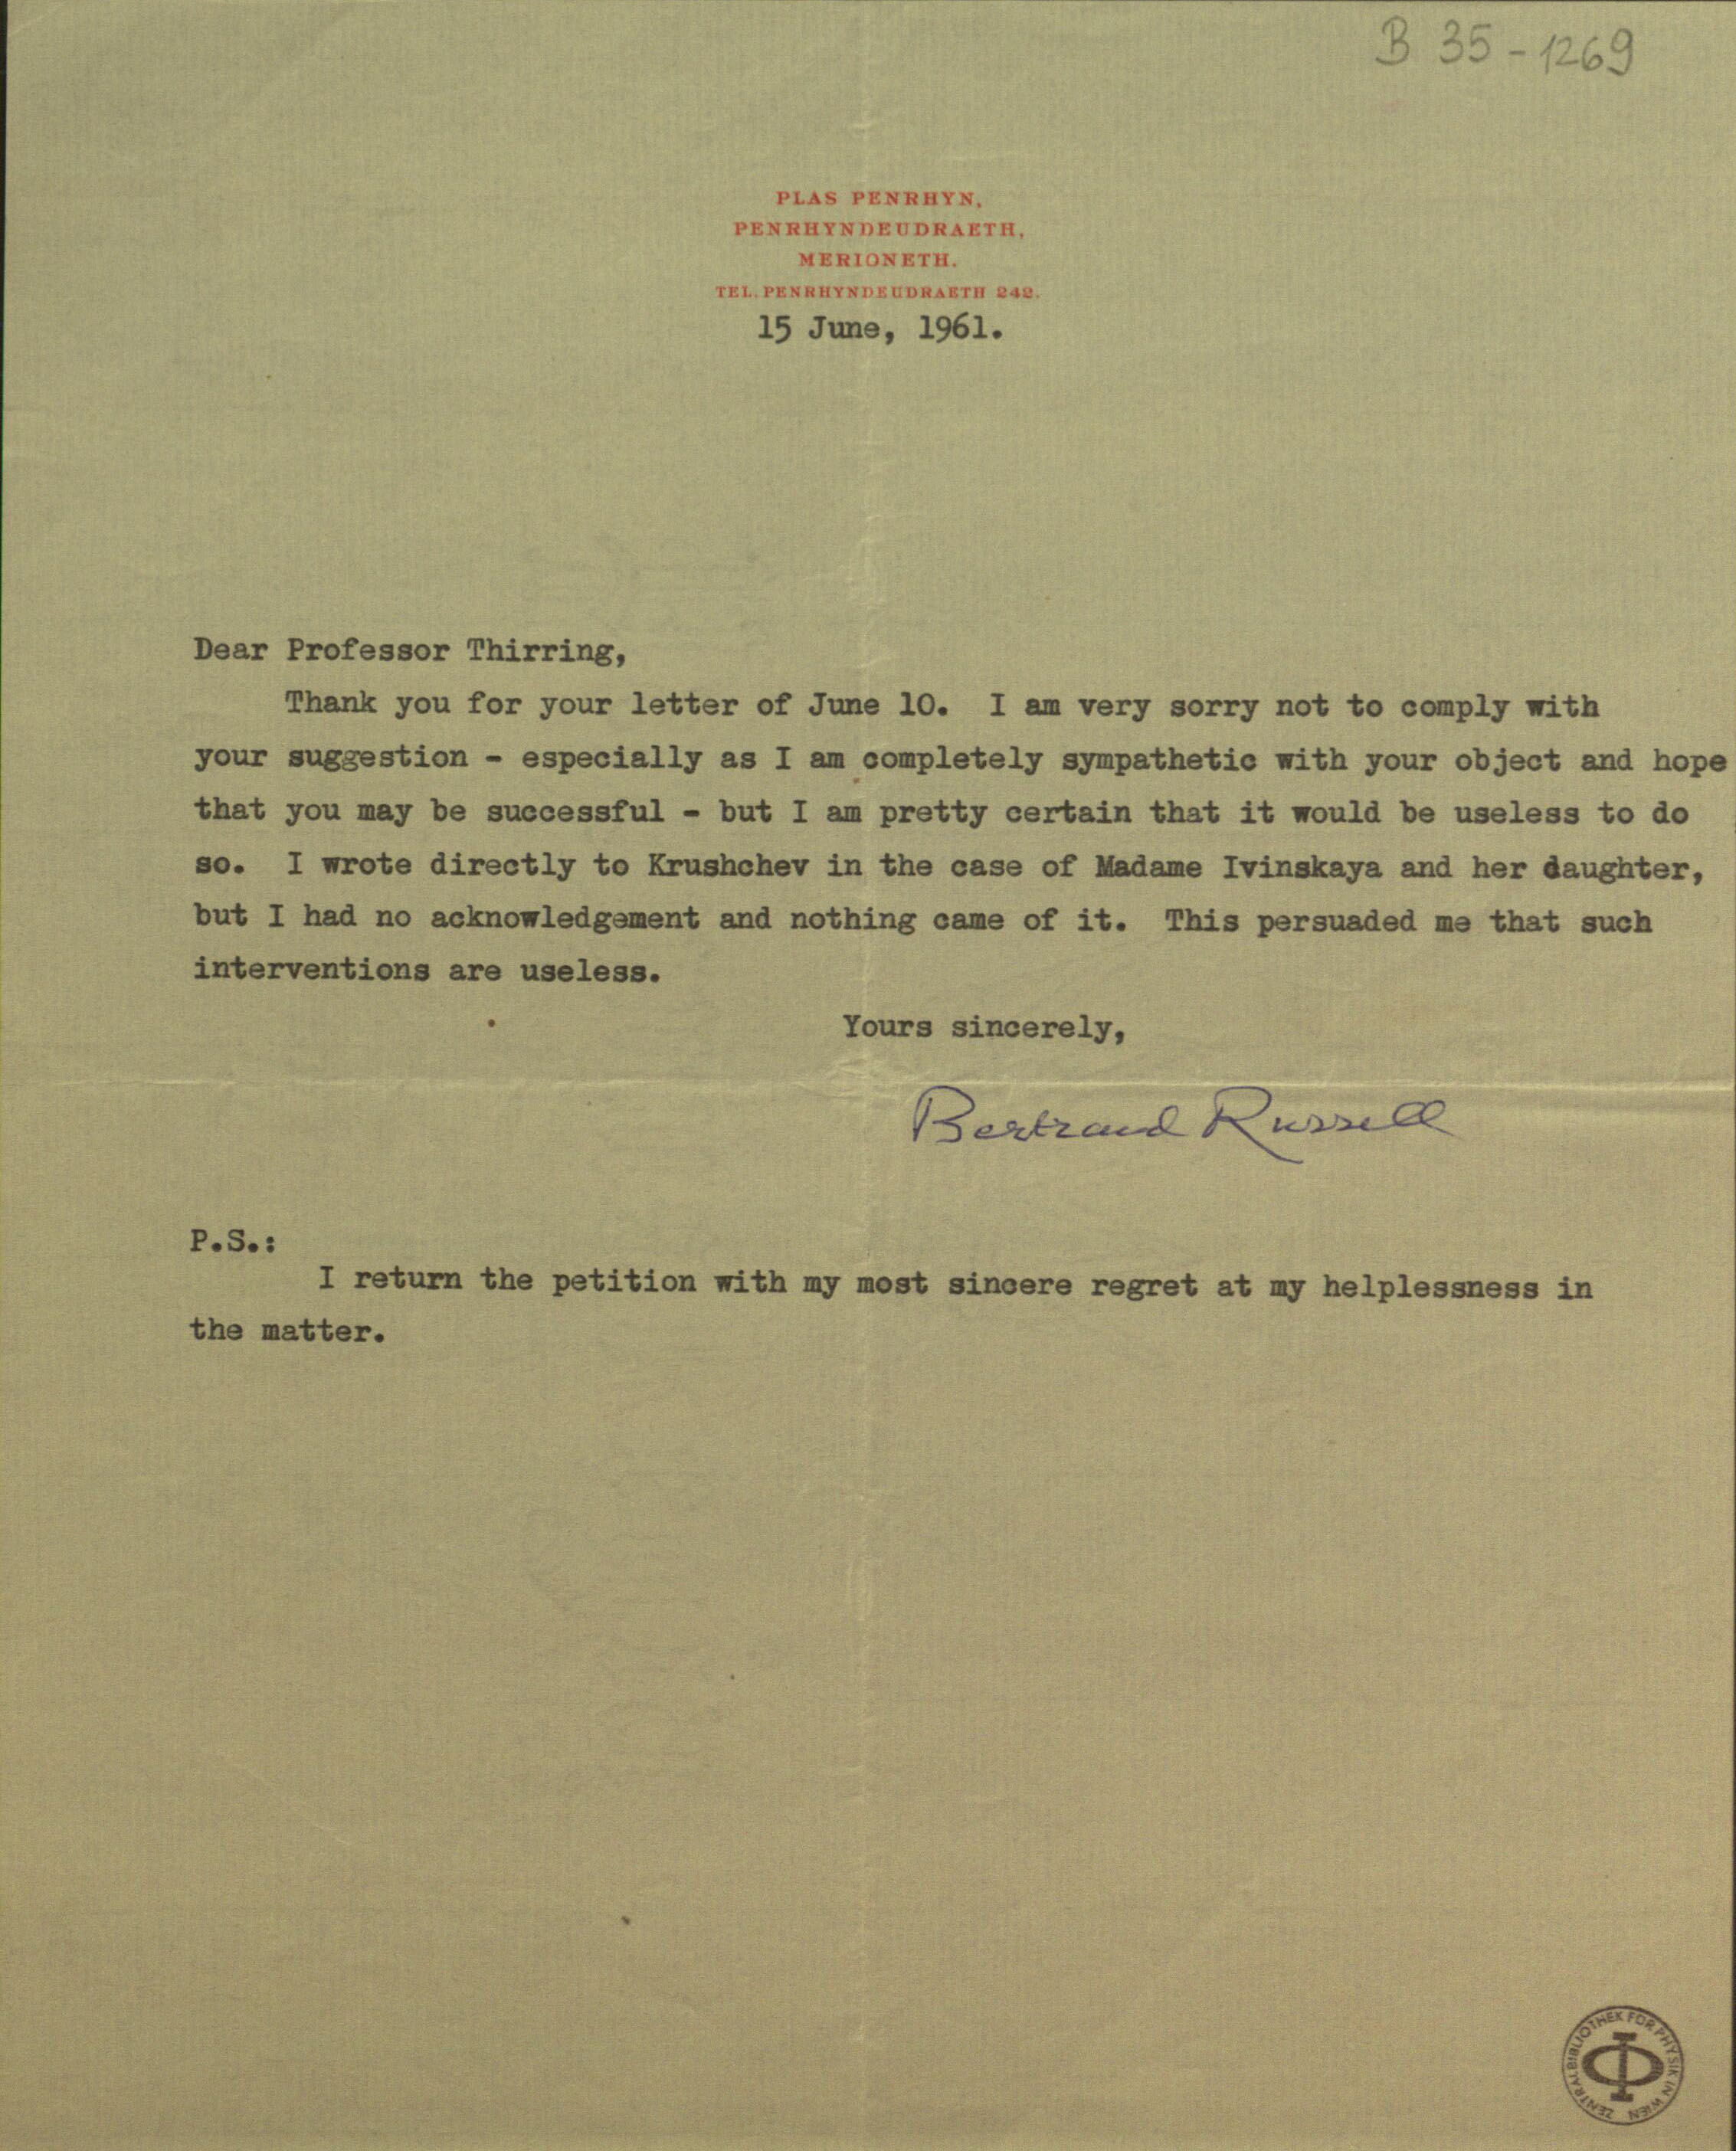 B 35-1269
PLAS PENRHYN,
PENRHYNDEUDRAETH,
MERIONETH.
TEL. PENRHYNDEUDRAETH 242.
15 June, 1961.
Dear Professor Thirring,
Thank you for your letter of June 10. I am very sorry not to comply with
your suggestion - especially as I am completely sympathetic with your object and hope
that you may be successful - but I am pretty certain that it would be useless to do
so. I wrote directly to Krushchev in the case of Madame Ivinskaya and her daughter,
but I had no acknowledgement and nothing came of it. This persuaded me that such
interventions are useless.
Yours sincerely,
Bertrand Russell
P.S.:
I return the petition with my most sincere regret at my helplessness in
the matter.
ZENTRALBIBLIOTHEK FÜR PHYSIK IN WIEN